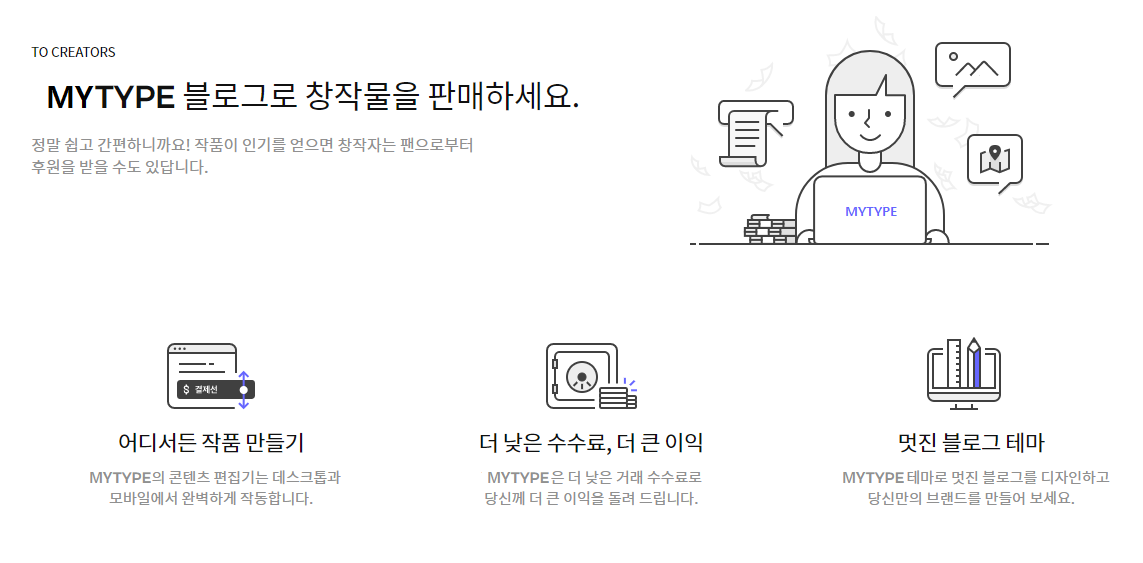 TO CREATORS
MYTYPE 블로그로 창작물을 판매하세요.
정말 쉽고 간편하니까요! 작품이 인기를 얻으면 창작자는 팬으로부터
후원을 받을 수도 있답니다.
MYTYPE
$ 결제선
어디서든 작품 만들기
MYTYPE의 콘텐츠 편집기는 데스크톱과
모바일에서 완벽하게 작동합니다.
더 낮은 수수료, 더 큰 이익
MYTYPE은 더 낮은 거래 수수료로
당신께 더 큰 이익을 돌려 드립니다.
멋진 블로그 테마
MYTYPE 테마로 멋진 블로그를 디자인하고
당신만의 브랜드를 만들어 보세요.